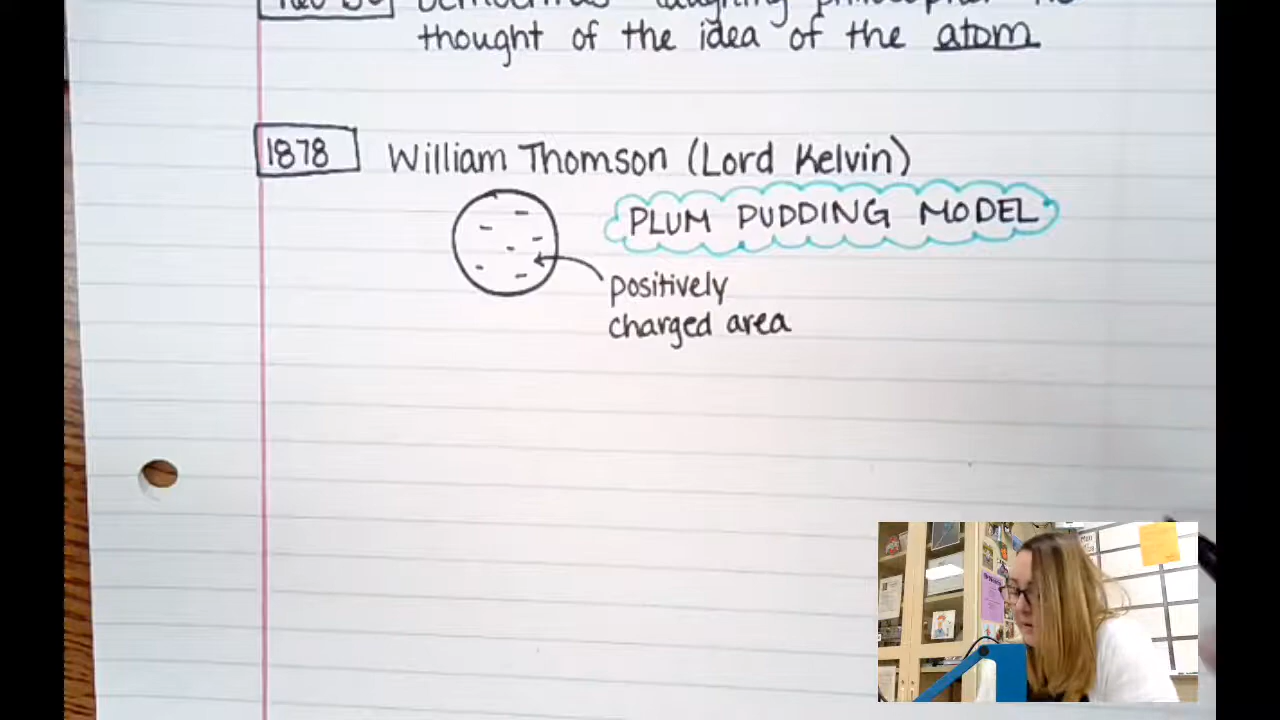 thought of the idea of the atom
1878 William Thomson (Lord Kelvin)
PLUM PUDDING MODEL
positively
charged area